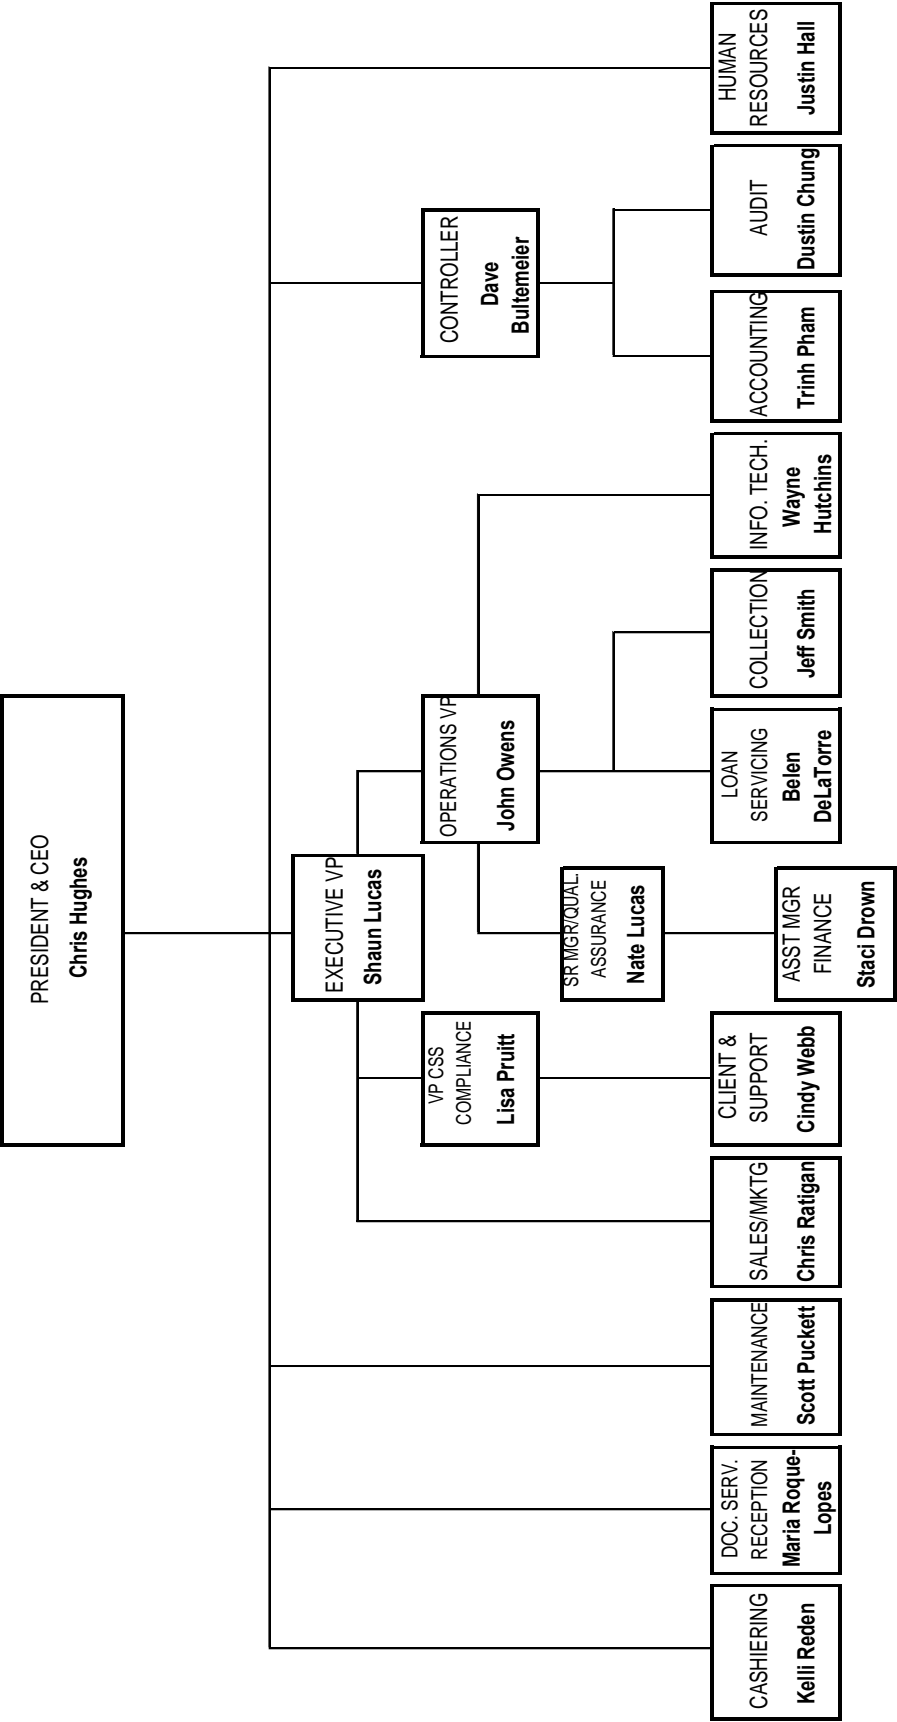 PRESIDENT & CEO
Chris Hughes
EXECUTIVE VP
Shaun Lucas
VP CSS
COMPLIANCE
Lisa Pruitt
OPERATIONS VP
John Owens
CONTROLLER
Dave
Bultemeier
SR MGR/QUAL.
ASSURANCE
Nate Lucas
CASHIERING
Kelli Reden
DOC. SERV.
RECEPTION
Maria Roque-
Lopes
MAINTENANCE
Scott Puckett
SALES/MKTG
Chris Ratigan
CLIENT &
SUPPORT
Cindy Webb
ASST MGR
FINANCE
Staci Drown
LOAN
SERVICING
Belen
DeLaTorre
COLLECTION
Jeff Smith
INFO. TECH.
Wayne
Hutchins
ACCOUNTING
Trinh Pham
AUDIT
Dustin Chung
HUMAN
RESOURCES
Justin Hall